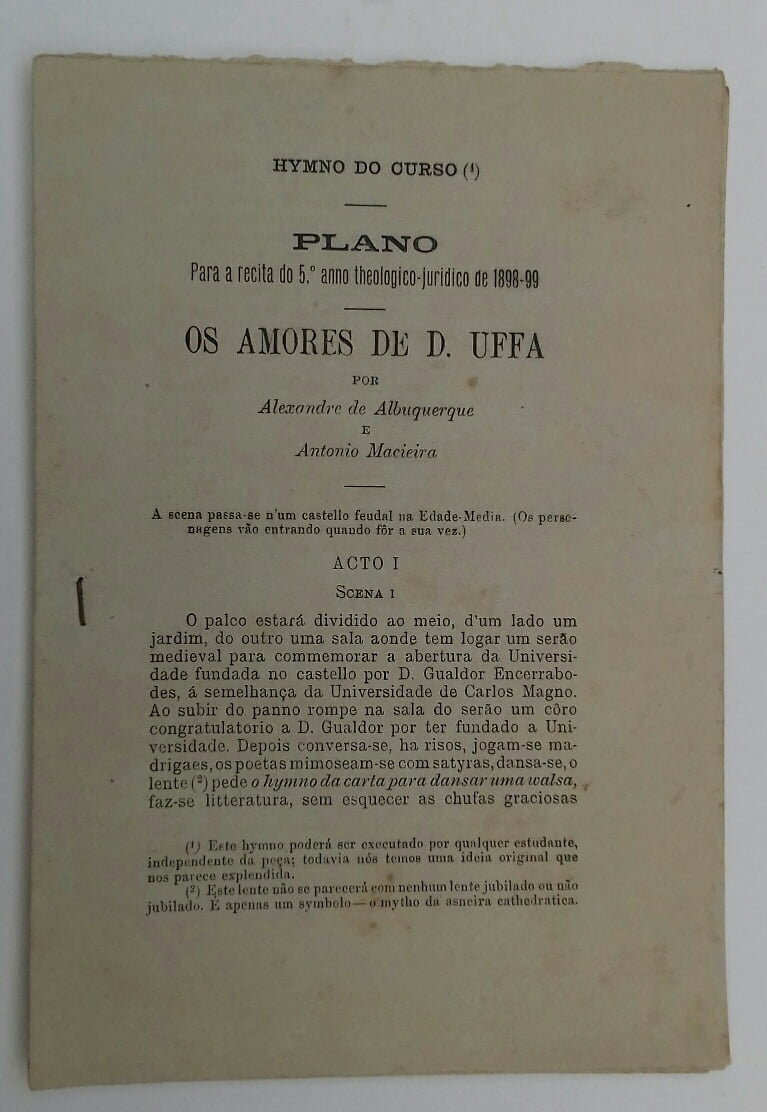 HYMNO DO CURSO (¹)
PLANO
Para a recita do 5.º anno theologico-juridico de 1898-99
OS AMORES DE D. UFFA
POR
Alexandre de Albuquerque
E
Antonio Macieira
A scena passa-se n'um castello feudal na Edade-Media. (Os perso-
nagens vão entrando quando fôr a sua vez.)
ACTO I
SCENA I
O palco estará dividido ao meio, d'um lado um
jardim, do outro uma sala aonde tem logar um serão
medieval para commemorar a abertura da Universi-
dade fundada no castello por D. Gualdor Encerrabo-
des, á semelhança da Universidade de Carlos Magno.
Ao subir do panno rompe na sala do serão um côro
congratulatorio a D. Gualdor por ter fundado a Uni-
versidade. Depois conversa-se, ha risos, jogam-se ma-
drigaes, os poetas mimoseam-se com satyras, dansa-se, o
lente (²) pede o hymno da carta para dansar uma walsa,
faz-se litteratura, sem esquecer as chufas graciosas
(¹) Este hymno poderá ser executado por qualquer estudante,
independente da peça; todavia nós temos uma ideia original que
nos parece explendida.
(²) Este lente não se parecerá com nenhum lente jubilado ou não
jubilado. E apenas um symbolo—o mytho da asneira cathedratica.